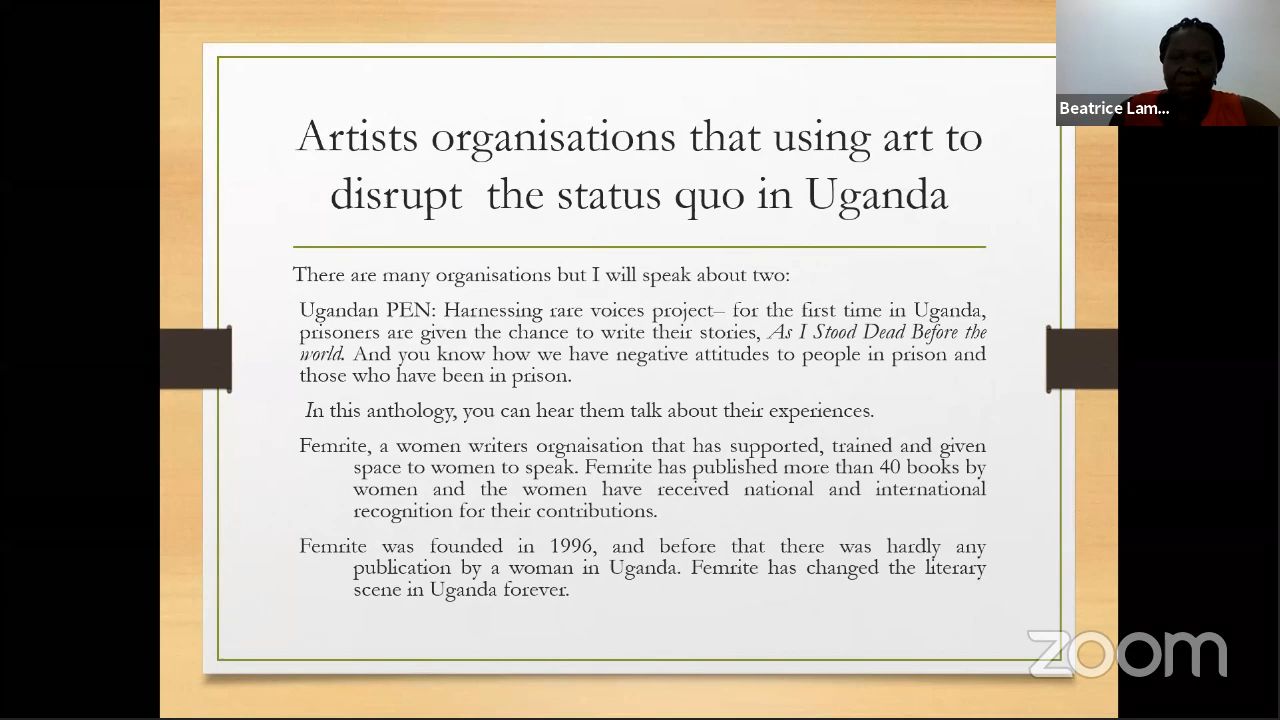 Artists organisations that using art to
disrupt the status quo in Uganda
There are many organisations but I will speak about two:
Ugandan PEN: Harnessing rare voices project– for the first time in Uganda,
prisoners are given the chance to write their stories, As I Stood Dead Before the
world. And you know how we have negative attitudes to people in prison and
those who have been in prison.
In this anthology, you can hear them talk about their experiences.
Femrite, a women writers orgnaisation that has supported, trained and given
space to women to speak. Femrite has published more than 40 books by
women and the women have received national and international
recognition for their contributions.
Femrite was founded in 1996, and before that there was hardly any
publication by a woman in Uganda. Femrite has changed the literary
scene in Uganda forever.
Beatrice Lam...
zoom